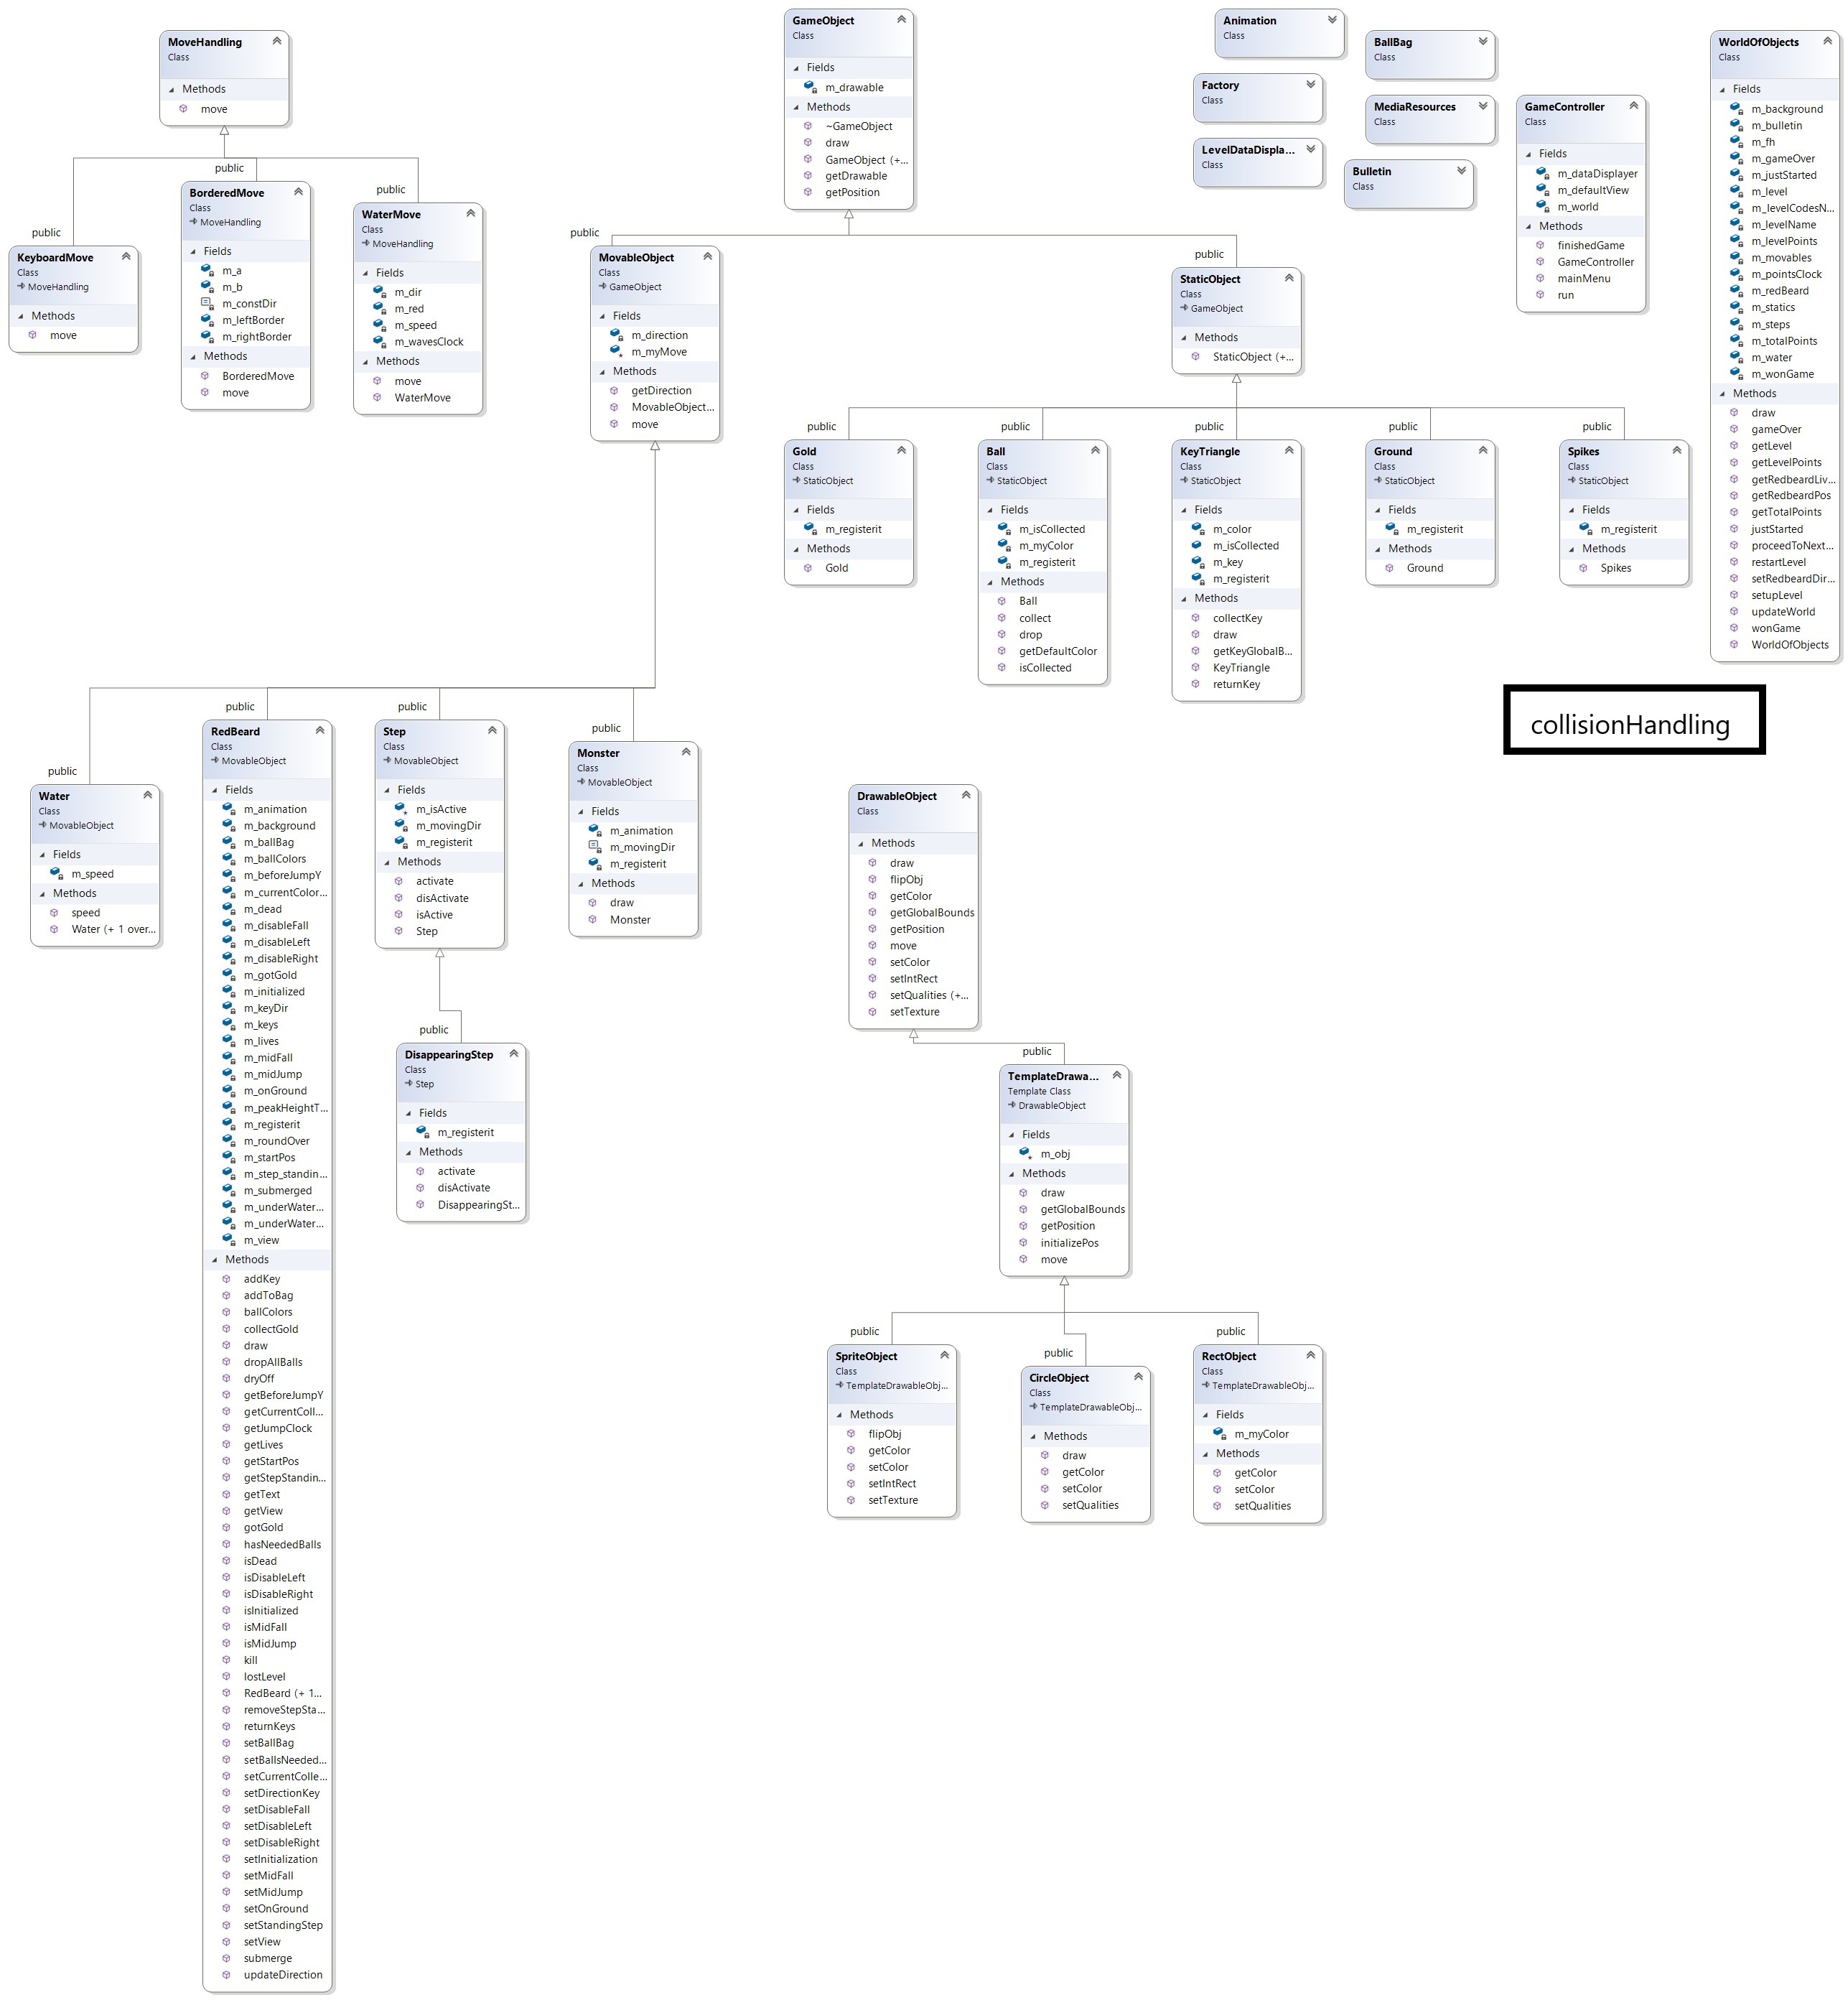 MoveHandling
Class
Methods
move
public
public
public
KeyboardMove
Class
MoveHandling
Methods
move
BorderedMove
Class
MoveHandling
Fields
m_a
m_b
m_constDir
m_leftBorder
m_rightBorder
Methods
BorderedMove
move
WaterMove
Class
MoveHandling
Fields
m_dir
m_red
m_speed
m_wavesClock
Methods
move
WaterMove
GameObject
Class
Fields
m_drawable
Methods
~GameObject
draw
GameObject (+...
getDrawable
getPosition
public
public
MovableObject
Class
GameObject
Fields
m_direction
m_myMove
Methods
getDirection
MovableObject...
move
StaticObject
Class
GameObject
Methods
StaticObject (+...
Animation
Class
Factory
Class
LevelDataDispla...
Class
BallBag
Class
MediaResources
Class
Bulletin
Class
GameController
Class
Fields
m_dataDisplayer
m_defaultView
m_world
Methods
finishedGame
GameController
mainMenu
run
WorldOfObjects
Class
Fields
m_background
m_bulletin
m_fh
m_gameOver
m_justStarted
m_level
m_levelCodesN...
m_levelName
m_levelPoints
m_movables
m_pointsClock
m_redBeard
m_statics
m_steps
m_totalPoints
m_water
m_wonGame
Methods
draw
gameOver
getLevel
getLevelPoints
getRedbeardLiv...
getRedbeardPos
getTotalPoints
justStarted
proceedToNext...
restartLevel
setRedbeardDir...
setupLevel
updateWorld
wonGame
WorldOfObjects
public
public
public
public
public
Gold
Class
StaticObject
Fields
m_registerit
Methods
Gold
Ball
Class
StaticObject
Fields
m_isCollected
m_myColor
m_registerit
Methods
Ball
collect
drop
getDefaultColor
isCollected
KeyTriangle
Class
StaticObject
Fields
m_color
m_isCollected
m_key
m_registerit
Methods
collectKey
draw
getKeyGlobalB...
KeyTriangle
returnKey
Ground
Class
StaticObject
Fields
m_registerit
Methods
Ground
Spikes
Class
StaticObject
Fields
m_registerit
Methods
Spikes
collisionHandling
public
public
public
public
Water
Class
MovableObject
Fields
m_speed
Methods
speed
Water (+ 1 over...
RedBeard
Class
MovableObject
Fields
m_animation
m_background
m_ballBag
m_ballColors
m_beforeJumpY
m_currentColor...
m_dead
m_disableFall
m_disableLeft
m_disableRight
m_gotGold
m_initialized
m_keyDir
m_keys
m_lives
m_midFall
m_midJump
m_onGround
m_peakHeightT...
m_registerit
m_roundOver
m_startPos
m_step_standin...
m_submerged
m_underWater...
m_underWater...
m_view
Methods
addKey
addToBag
ballColors
collectGold
draw
dropAllBalls
dryOff
getBeforeJumpY
getCurrentColl...
getJumpClock
getLives
getStartPos
getStepStandin...
getText
getView
gotGold
hasNeededBalls
isDead
isDisableLeft
isDisableRight
isInitialized
isMidFall
isMidJump
kill
lostLevel
RedBeard (+ 1...
removeStepSta...
returnKeys
setBallBag
setBallsNeeded...
setCurrentColle...
setDirectionKey
setDisableFall
setDisableLeft
setDisableRight
setInitialization
setMidFall
setMidJump
setOnGround
setStandingStep
setView
submerge
updateDirection
Step
Class
MovableObject
Fields
m_isActive
m_movingDir
m_registerit
Methods
activate
disActivate
isActive
Step
Monster
Class
MovableObject
Fields
m_animation
m_movingDir
m_registerit
Methods
draw
Monster
public
DisappearingStep
Class
Step
Fields
m_registerit
Methods
activate
disActivate
DisappearingSt...
DrawableObject
Class
Methods
draw
flipObj
getColor
getGlobalBounds
getPosition
move
setColor
setIntRect
setQualities (+...
setTexture
public
TemplateDrawa...
Template Class
DrawableObject
Fields
m_obj
Methods
draw
getGlobalBounds
getPosition
initializePos
move
public
public
public
SpriteObject
Class
TemplateDrawableObj...
Methods
flipObj
getColor
setColor
setIntRect
setTexture
CircleObject
Class
TemplateDrawableObj...
Methods
draw
getColor
setColor
setQualities
RectObject
Class
TemplateDrawableObj...
Fields
m_myColor
Methods
getColor
setColor
setQualities